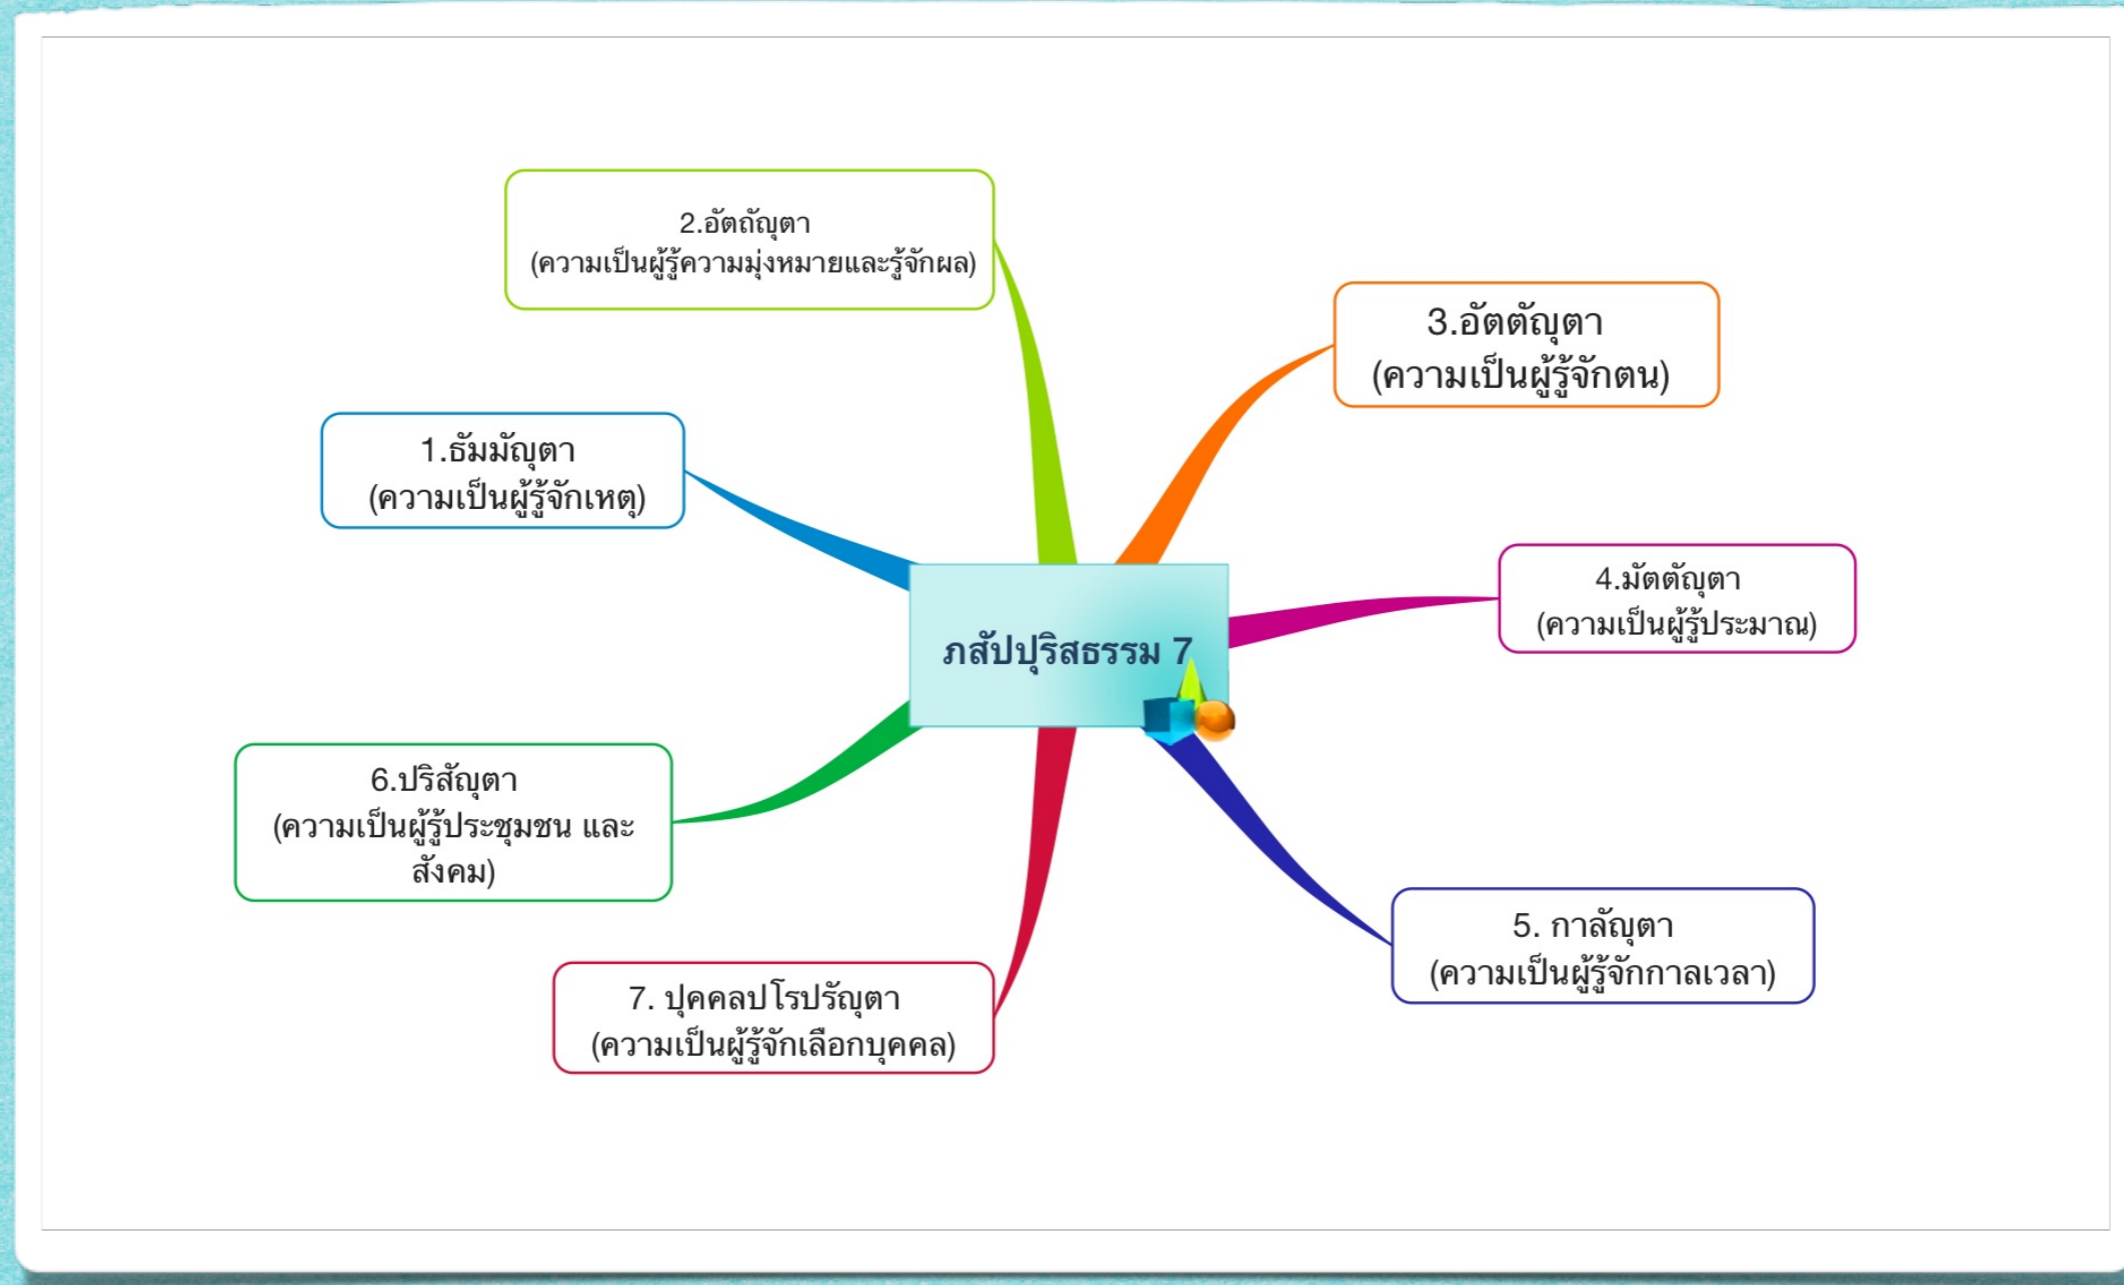 ภสัปปุริสธรรม 7
1.ธัมมัญุตา
(ความเป็นผู้รู้จักเหตุ)
2.อัตถัญุตา
(ความเป็นผู้รู้ความมุ่งหมายและรู้จักผล)
3.อัตตัญุตา
(ความเป็นผู้รู้จักตน)
4.มัตตัญุตา
(ความเป็นผู้รู้ประมาณ)
5. กาลัญุตา
(ความเป็นผู้รู้จักกาลเวลา)
6.ปริสัญุตา
(ความเป็นผู้รู้ประชุมชน และ
สังคม)
7. ปุคคลปโรปรัญุตา
(ความเป็นผู้รู้จักเลือกบุคคล)